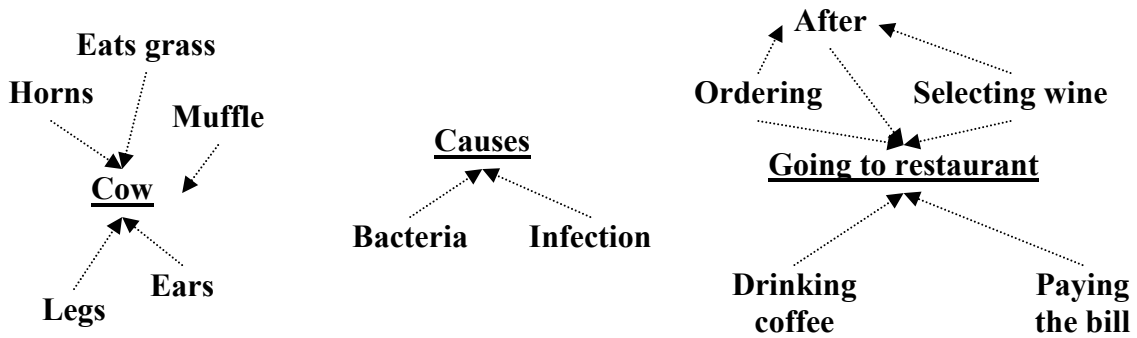 Eats grass
Horns
Muffle
Cow
Legs
Ears
Causes
Bacteria
Infection
After
Ordering
Selecting wine
Going to restaurant
Drinking
coffee
Paying
the bill